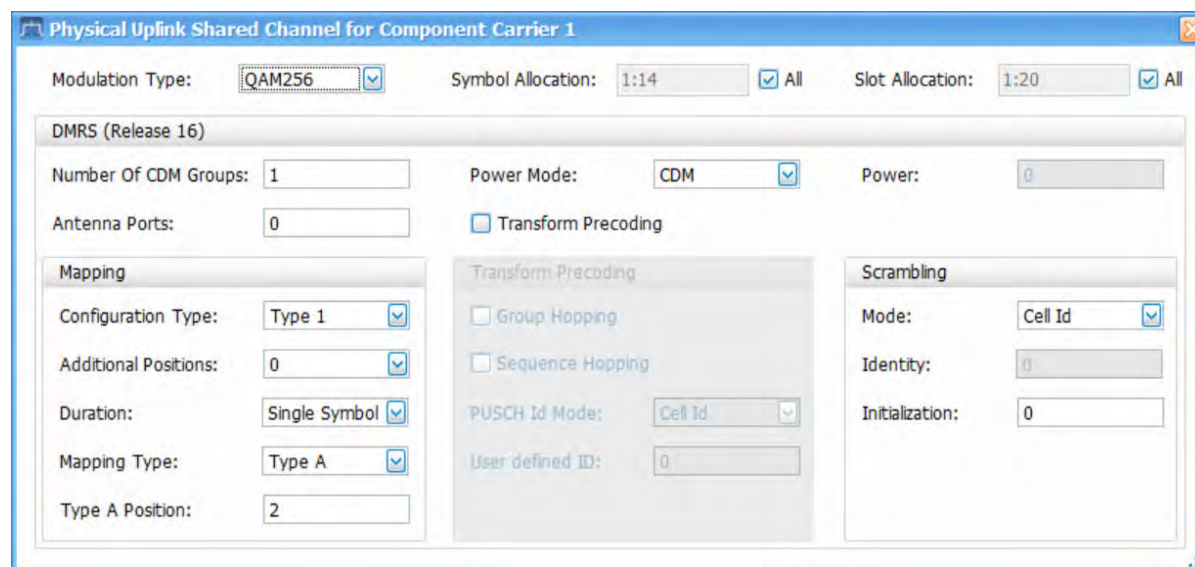 Physical Uplink Shared Channel for Component Carrier 1
Modulation Type: QAM256 Symbol Allocation: 1:14 All Slot Allocation: 1:20 All
DMRS (Release 16)
Number Of CDM Groups: 1 Power Mode: CDM Power: 0
Antenna Ports: 0 Transform Precoding
Mapping Transform Precoding Scrambling
Configuration Type: Type 1 Group Hopping Mode: Cell Id
Additional Positions: 0 Sequence Hopping Identity: 0
Duration: Single Symbol PUSCH Id Mode: Cell Id Initialization: 0
Mapping Type: Type A User defined ID: 0
Type A Position: 2